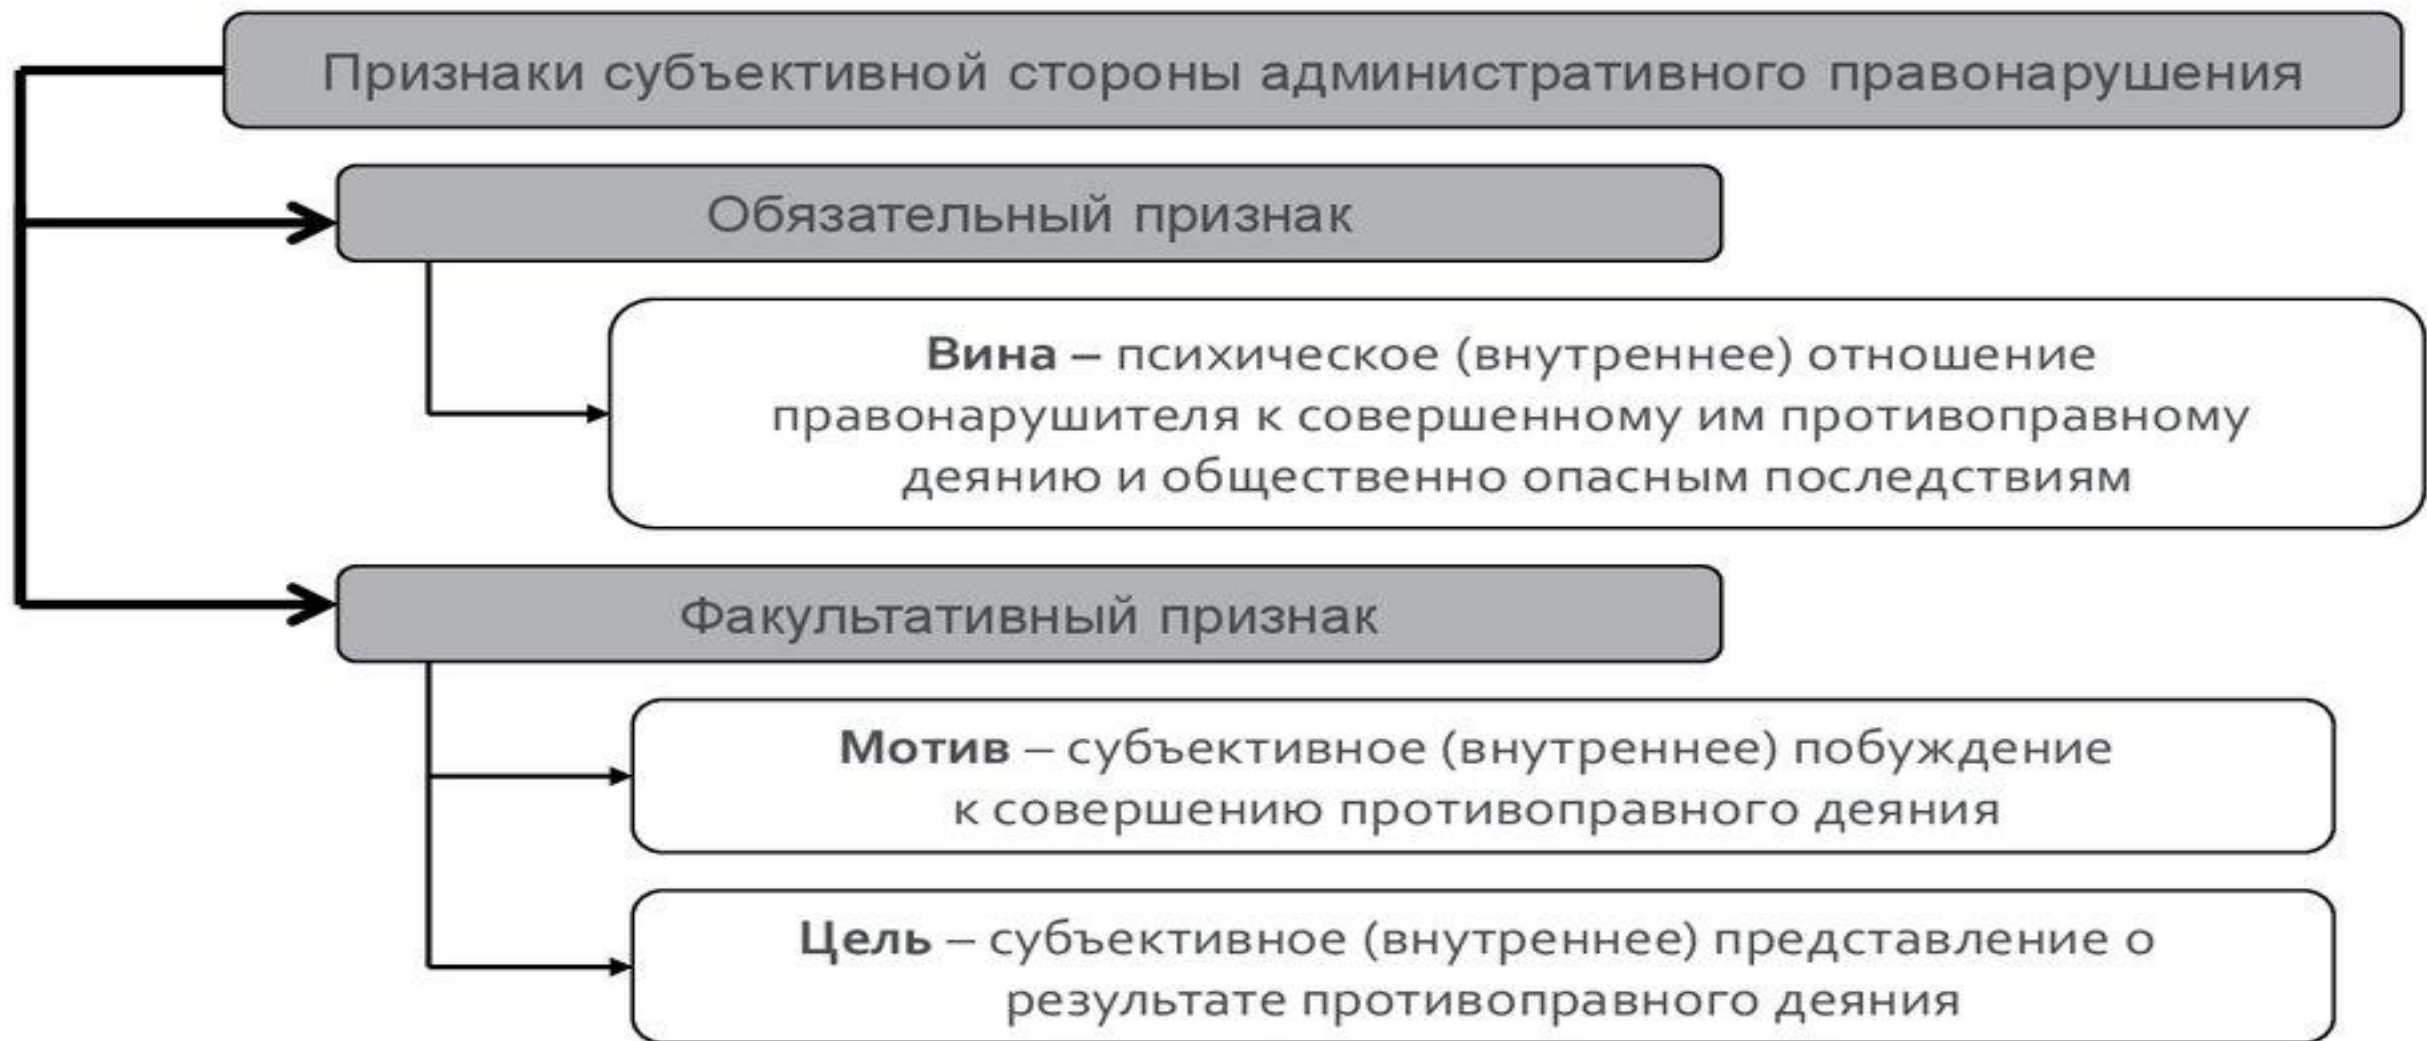 Признаки субъективной стороны административного правонарушения
Обязательный признак
Вина – психическое (внутреннее) отношение
правонарушителя к совершенному им противоправному
деянию и общественно опасным последствиям
Факультативный признак
Мотив – субъективное (внутреннее) побуждение
к совершению противоправного деяния
Цель – субъективное (внутреннее) представление о
результате противоправного деяния